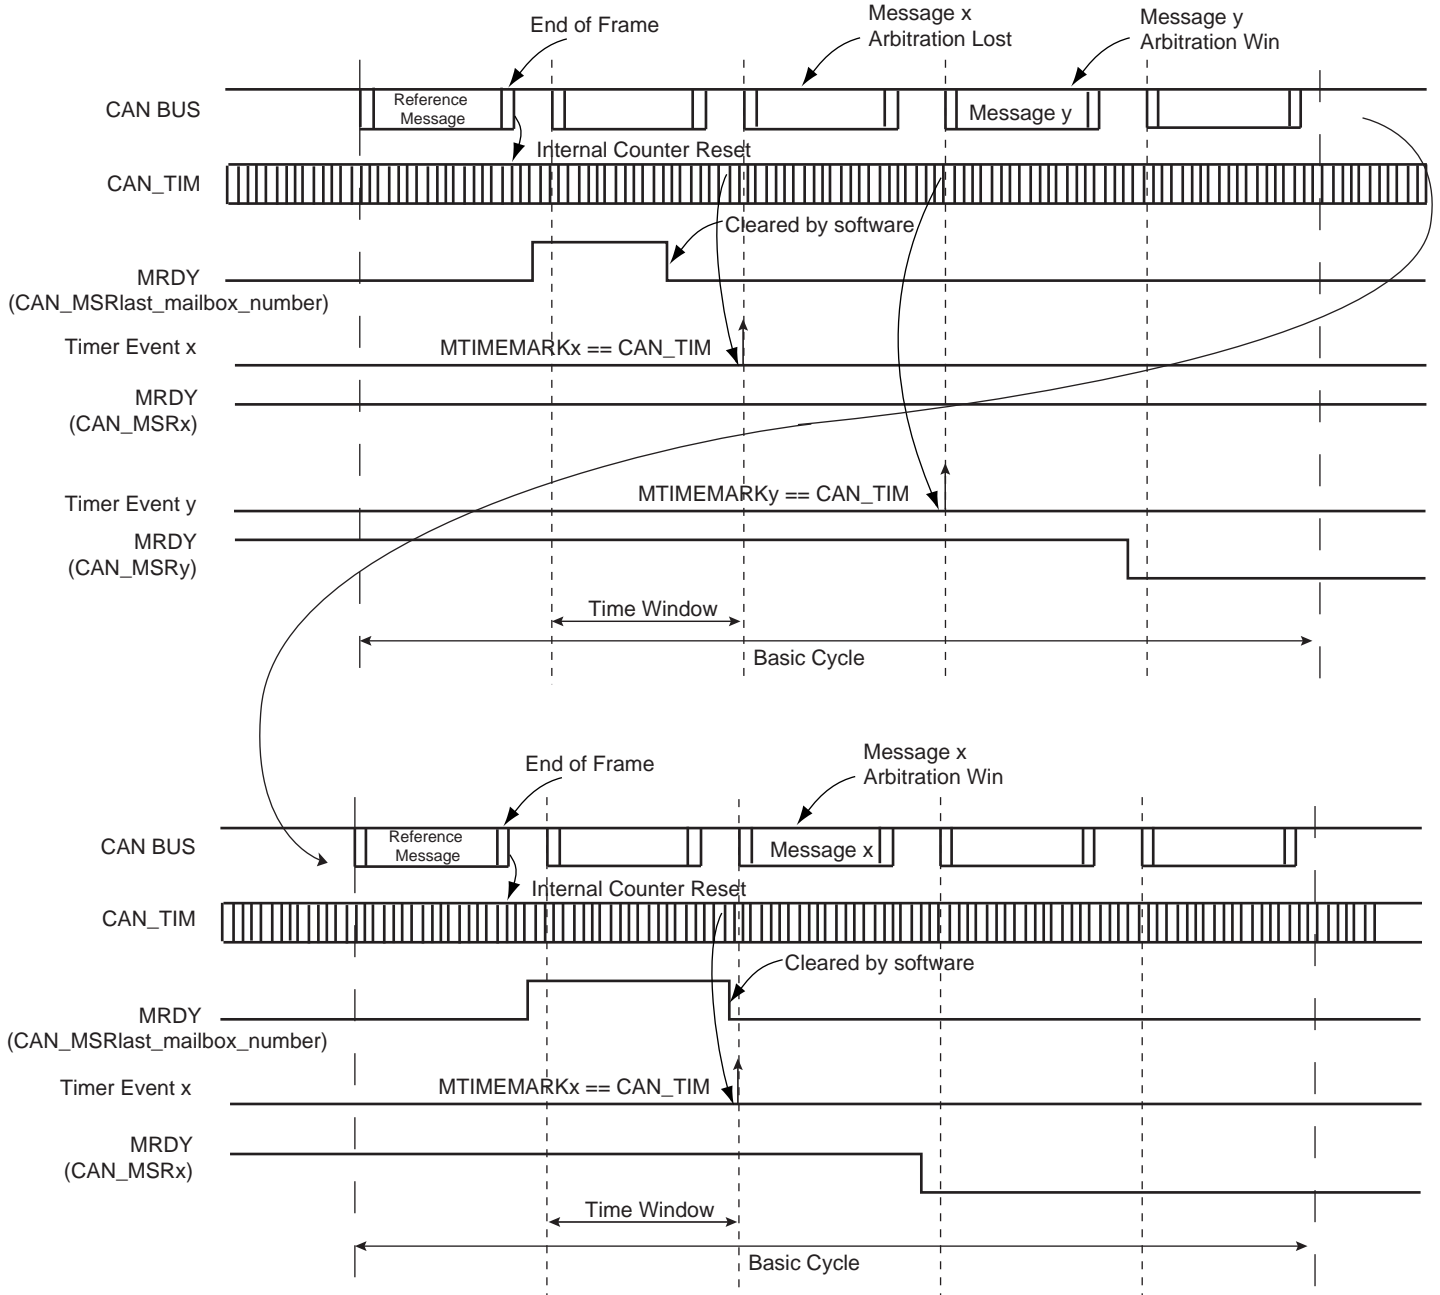 End of Frame
Message x
Arbitration Lost
Message y
Arbitration Win
CAN BUS
Reference
Message
Message y
Internal Counter Reset
CAN_TIM
Cleared by software
MRDY
(CAN_MSRlast_mailbox_number)
Timer Event x
MTIMEMARKx == CAN_TIM
MRDY
(CAN_MSRx)
Timer Event y
MTIMEMARKy == CAN_TIM
MRDY
(CAN_MSRy)
Time Window
Basic Cycle
End of Frame
Message x
Arbitration Win
CAN BUS
Reference
Message
Message x
Internal Counter Reset
CAN_TIM
Cleared by software
MRDY
(CAN_MSRlast_mailbox_number)
Timer Event x
MTIMEMARKx == CAN_TIM
MRDY
(CAN_MSRx)
Time Window
Basic Cycle